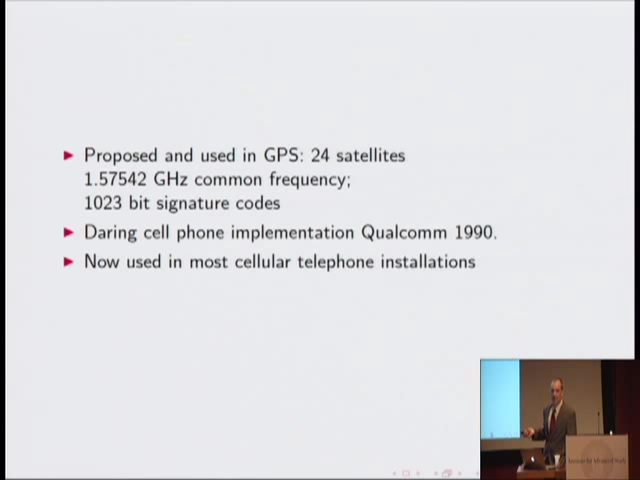 Proposed and used in GPS: 24 satellites
1.57542 GHz common frequency;
1023 bit signature codes
Daring cell phone implementation Qualcomm 1990.
Now used in most cellular telephone installations